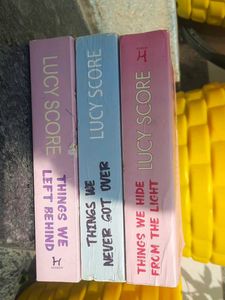 LUCY SCORE
THINGS WE
LEFT BEHIND
LUCY SCORE
THINGS WE
NEVER GOT OVER
LUCY SCORE
THINGS WE HIDE
FROM THE LIGHT